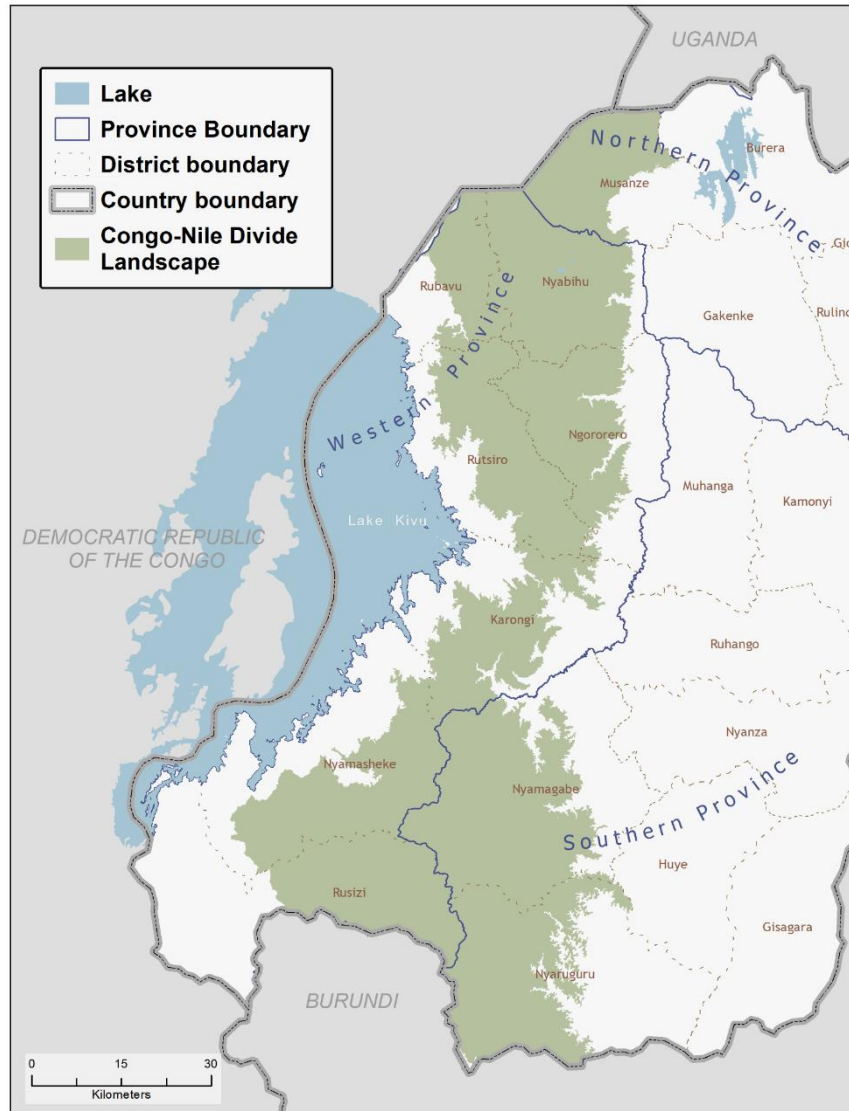 UGANDA
Lake
Province Boundary
District boundary
Country boundary
Congo-Nile Divide
Landscape
Northern Province
Burera
Musanze
Rubavu
Nyabihu
Gakenke
Western Province
Ngororero
Rutsiro
Muhanga
Kamonyi
Lake Kivu
DEMOCRATIC REPUBLIC
OF THE CONGO
Karongi
Ruhango
Nyanza
Nyamasheke
Nyamagabe
Southern Province
Huye
Rusizi
Gisagara
Nyaruguru
BURUNDI
0 15 30
Kilometers